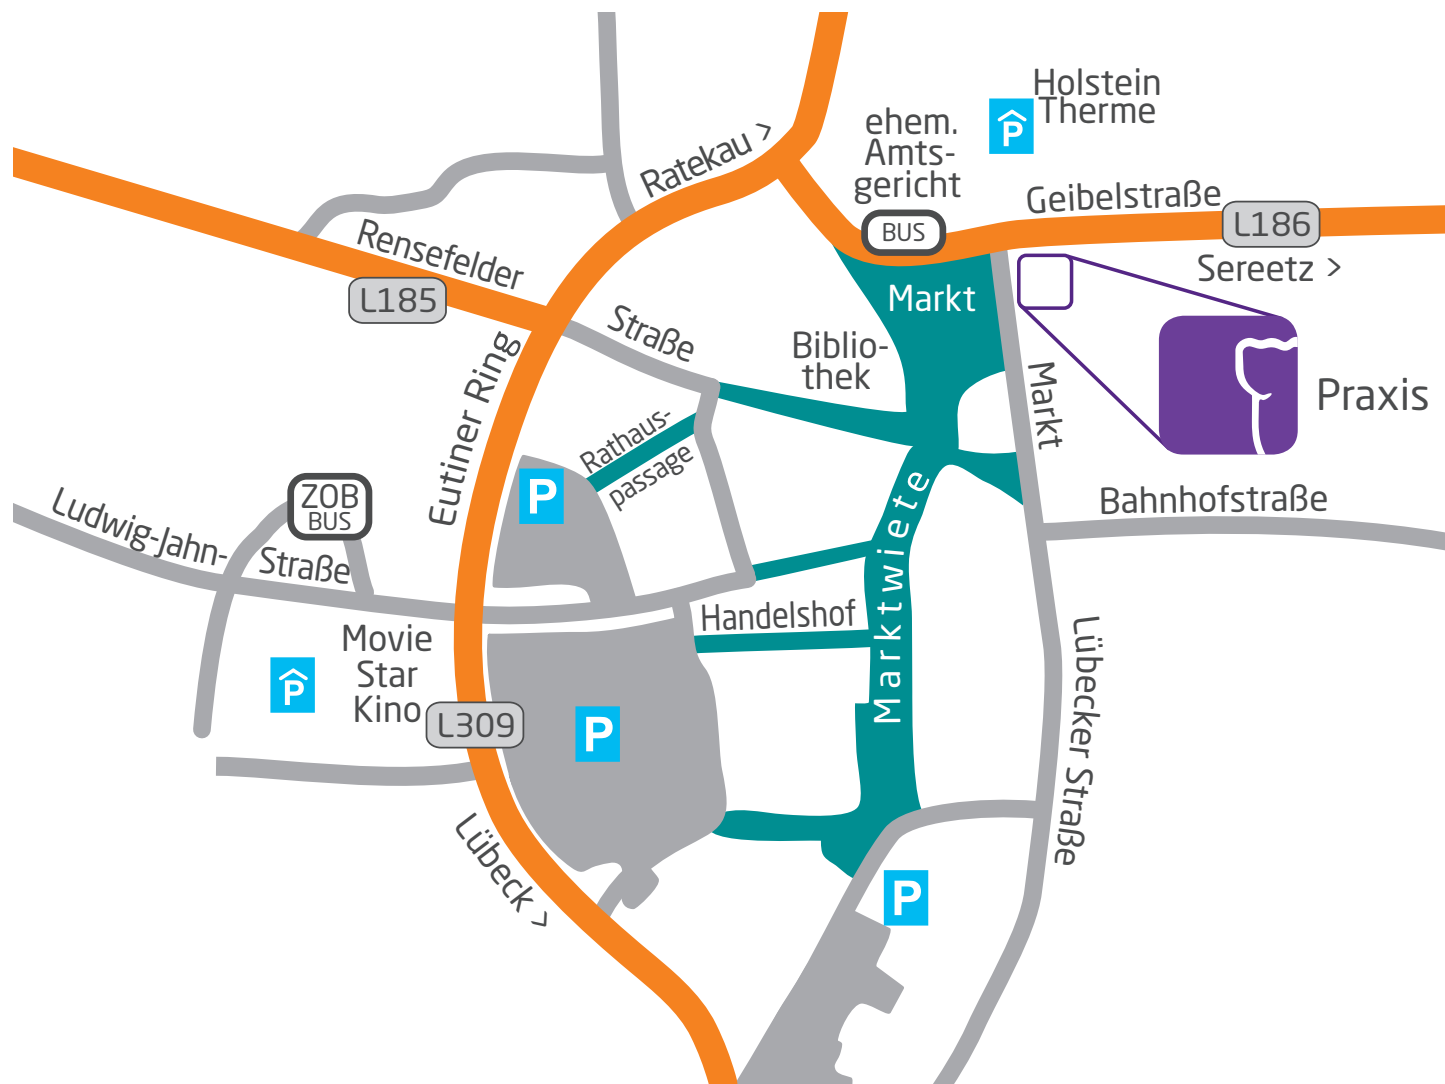 Holstein
Therme
P
ehem.
Amts-
gericht
BUS
Ratekau >
Geibelstraße
L186
Sereetz >
Rensefelder
L185
Straße
Markt
Biblio-
thek
Markt
Praxis
Eutiner Ring
Rathaus-
passage
P
ZOB
BUS
Ludwig-Jahn-
Straße
Bahnhofstraße
Marktwiete
Handelshof
Movie
Star
Kino
P
L309
P
Lübecker Straße
Lübeck >
P